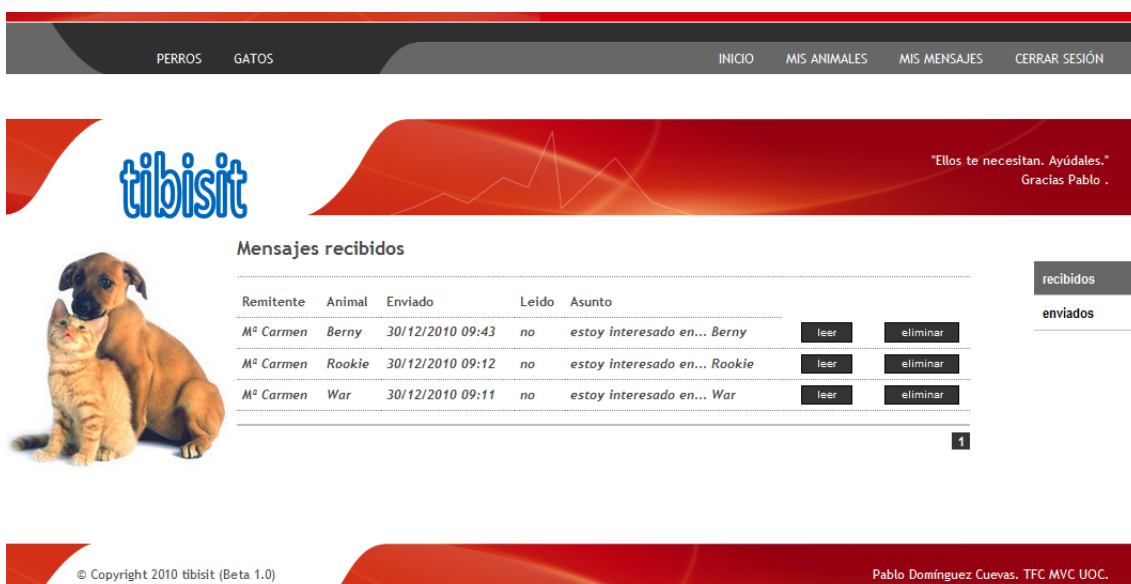 PERROS GATOS INICIO MIS ANIMALES MIS MENSAJES CERRAR SESIÓN
tibisit
"Ellos te necesitan. Ayúdales."
Gracias Pablo .
Mensajes recibidos
recibidos
enviados
Remitente Animal Enviado Leido Asunto
Mª Carmen Berny 30/12/2010 09:43 no estoy interesado en... Berny leer eliminar
Mª Carmen Rookie 30/12/2010 09:12 no estoy interesado en... Rookie leer eliminar
Mª Carmen War 30/12/2010 09:11 no estoy interesado en... War leer eliminar
1
© Copyright 2010 tibisit (Beta 1.0) Pablo Domínguez Cuevas. TFC MVC UOC.